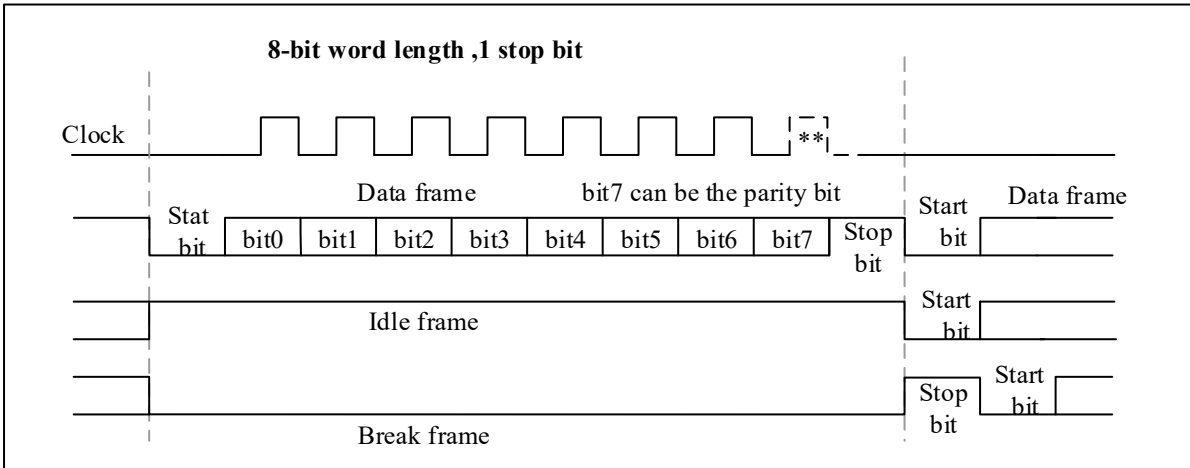 8-bit word length ,1 stop bit
Clock
**
Data frame
bit7 can be the parity bit
Data frame
Stat
bit
bit0
bit1
bit2
bit3
bit4
bit5
bit6
bit7
Stop
bit
Start
bit
Idle frame
Start
bit
Break frame
Stop
bit
Start
bit